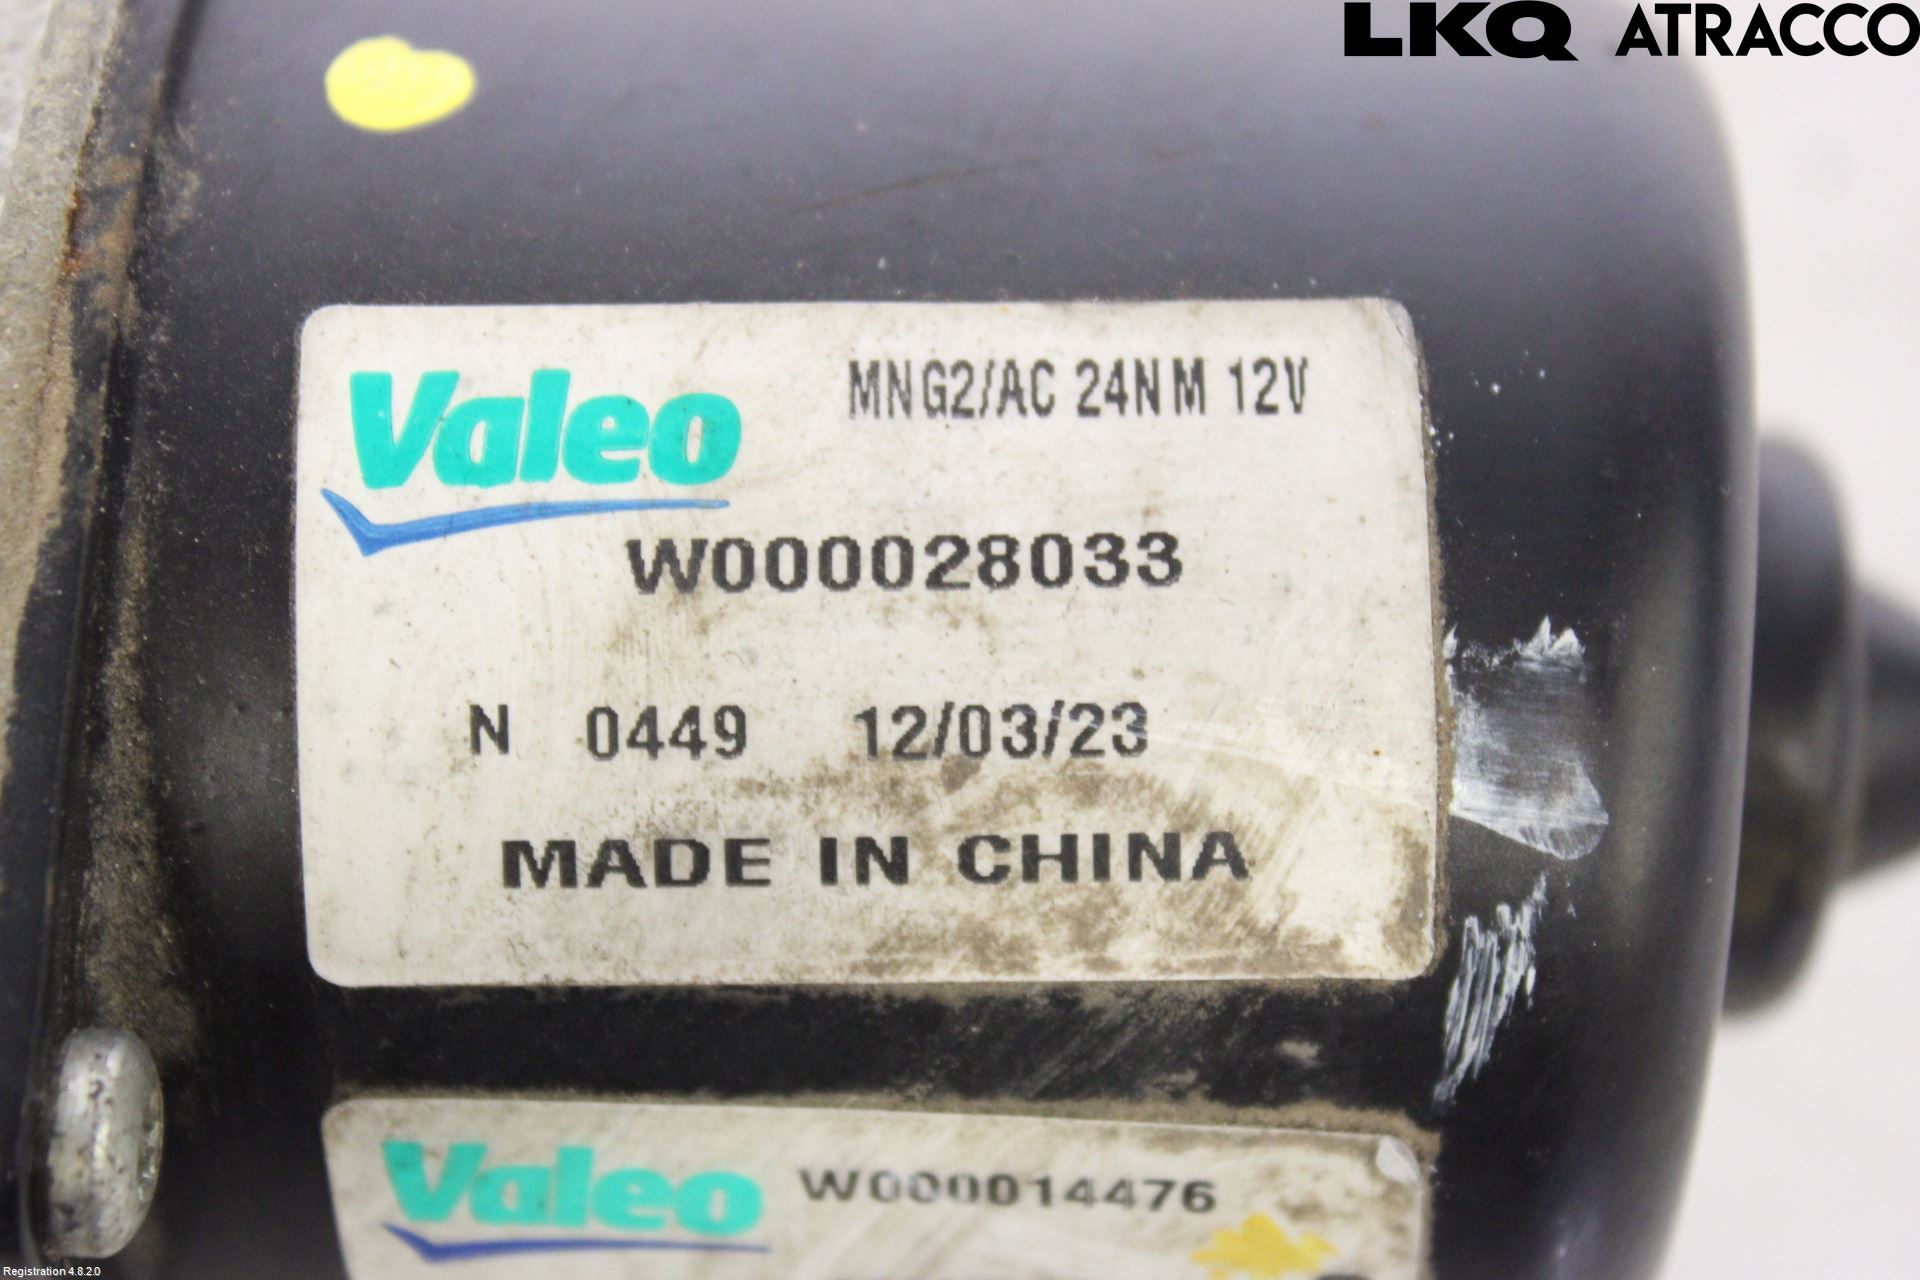 LKQ ATRACCO
Valeo MNG2/AC 24NM 12V
W000028033
N 0449 12/03/23
MADE IN CHINA
Valeo W000014476
Registration 4.8.2.0